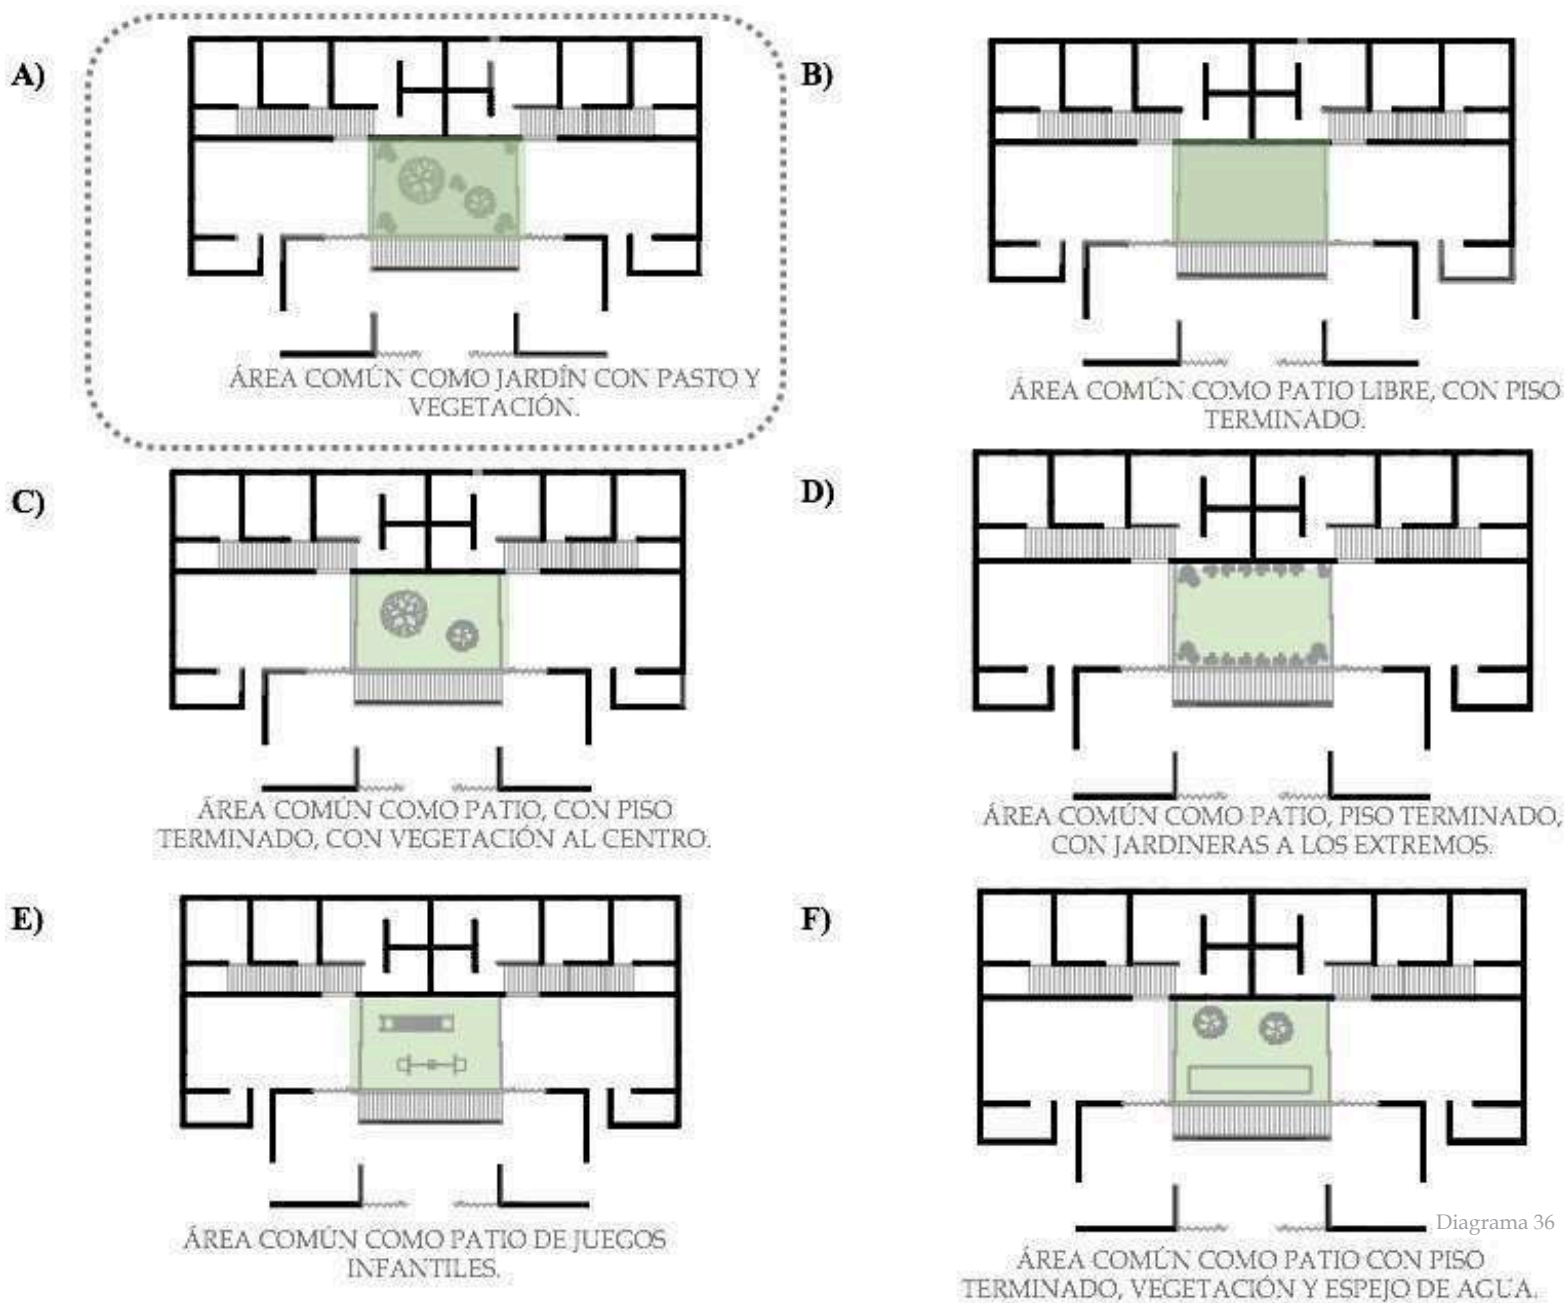 A)
ÁREA COMÚN COMO JARDÍN CON PASTO Y
VEGETACIÓN.
B)
ÁREA COMÚN COMO PATIO LIBRE, CON PISO
TERMINADO.
C)
ÁREA COMÚN COMO PATIO, CON PISO
TERMINADO, CON VEGETACIÓN AL CENTRO.
D)
ÁREA COMÚN COMO PATIO, PISO TERMINADO,
CON JARDINERAS A LOS EXTREMOS.
E)
ÁREA COMÚN COMO PATIO DE JUEGOS
INFANTILES.
F)
ÁREA COMÚN COMO PATIO CON PISO
TERMINADO, VEGETACIÓN Y ESPEJO DE AGUA.
Diagrama 36